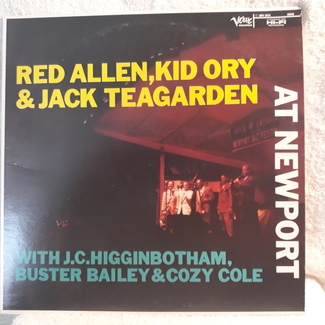 Verve
HI-FI
RED ALLEN, KID ORY
& JACK TEAGARDEN
AT NEWPORT
WITH J.C. HIGGINBOTHAM,
BUSTER BAILEY & COZY COLE